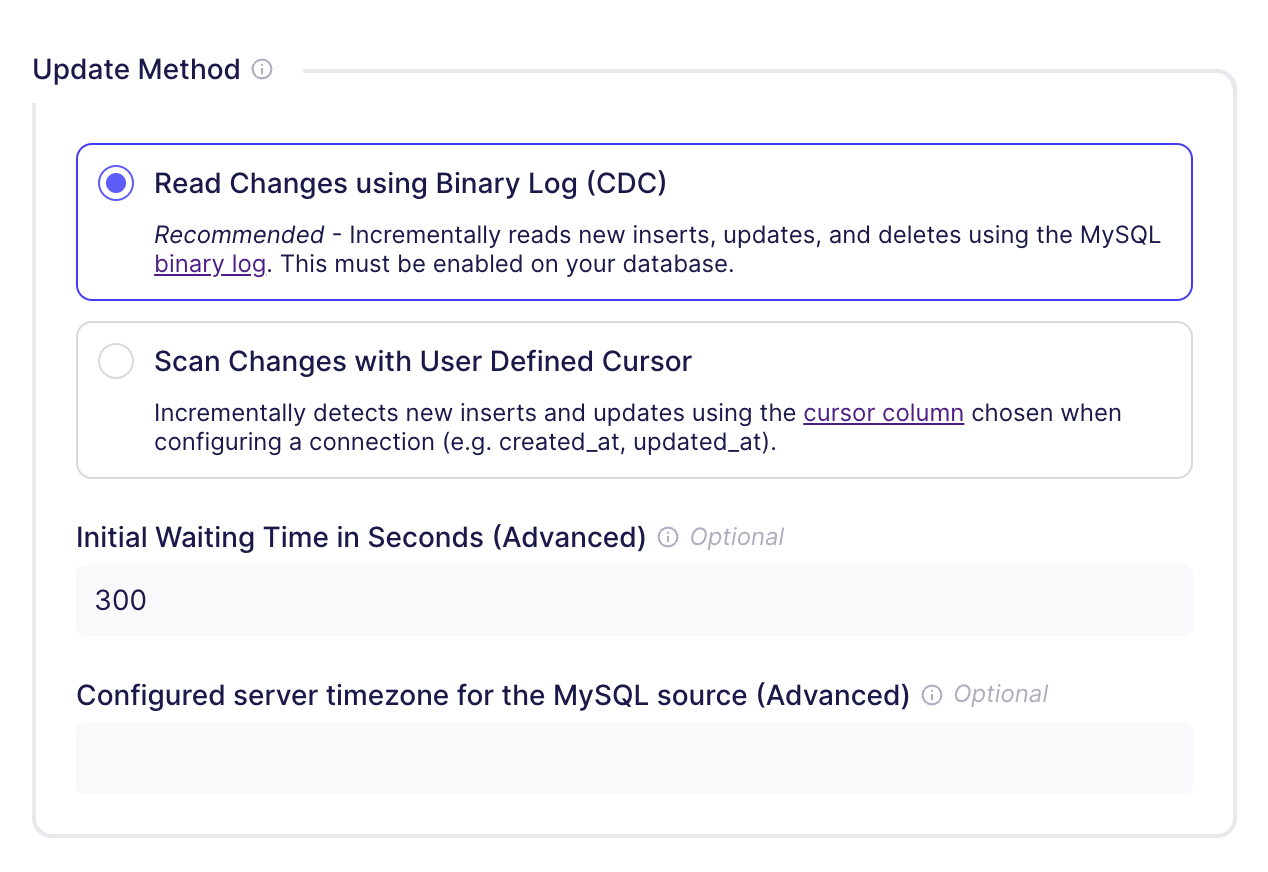 Update Method
Read Changes using Binary Log (CDC)
Recommended - Incrementally reads new inserts, updates, and deletes using the MySQL
binary log. This must be enabled on your database.
Scan Changes with User Defined Cursor
Incrementally detects new inserts and updates using the cursor column chosen when
configuring a connection (e.g. created_at, updated_at).
Initial Waiting Time in Seconds (Advanced) Optional
300
Configured server timezone for the MySQL source (Advanced) Optional